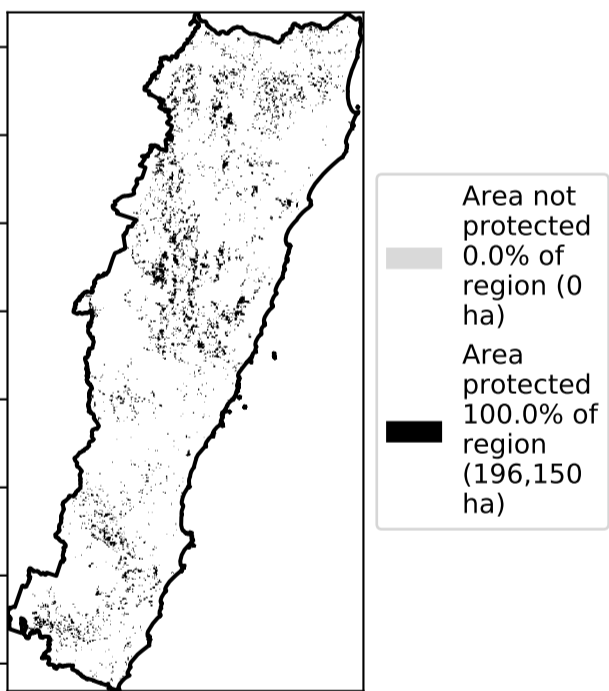 Area not
protected
0.0% of
region (0
ha)
Area
protected
100.0% of
region
(196,150
ha)